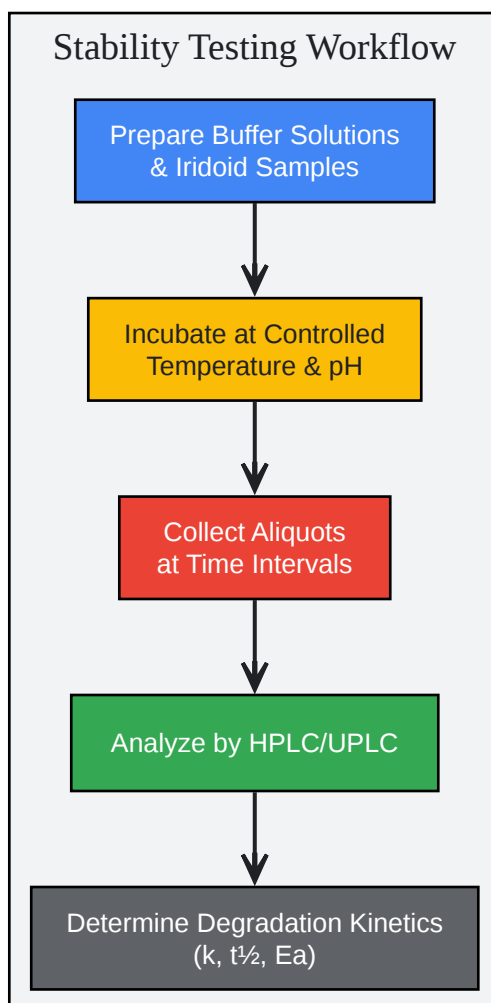 Stability Testing Workflow
Prepare Buffer Solutions
& Iridoid Samples
Incubate at Controlled
Temperature & pH
Collect Aliquots
at Time Intervals
Analyze by HPLC/UPLC
Determine Degradation Kinetics
(k, t½, Ea)